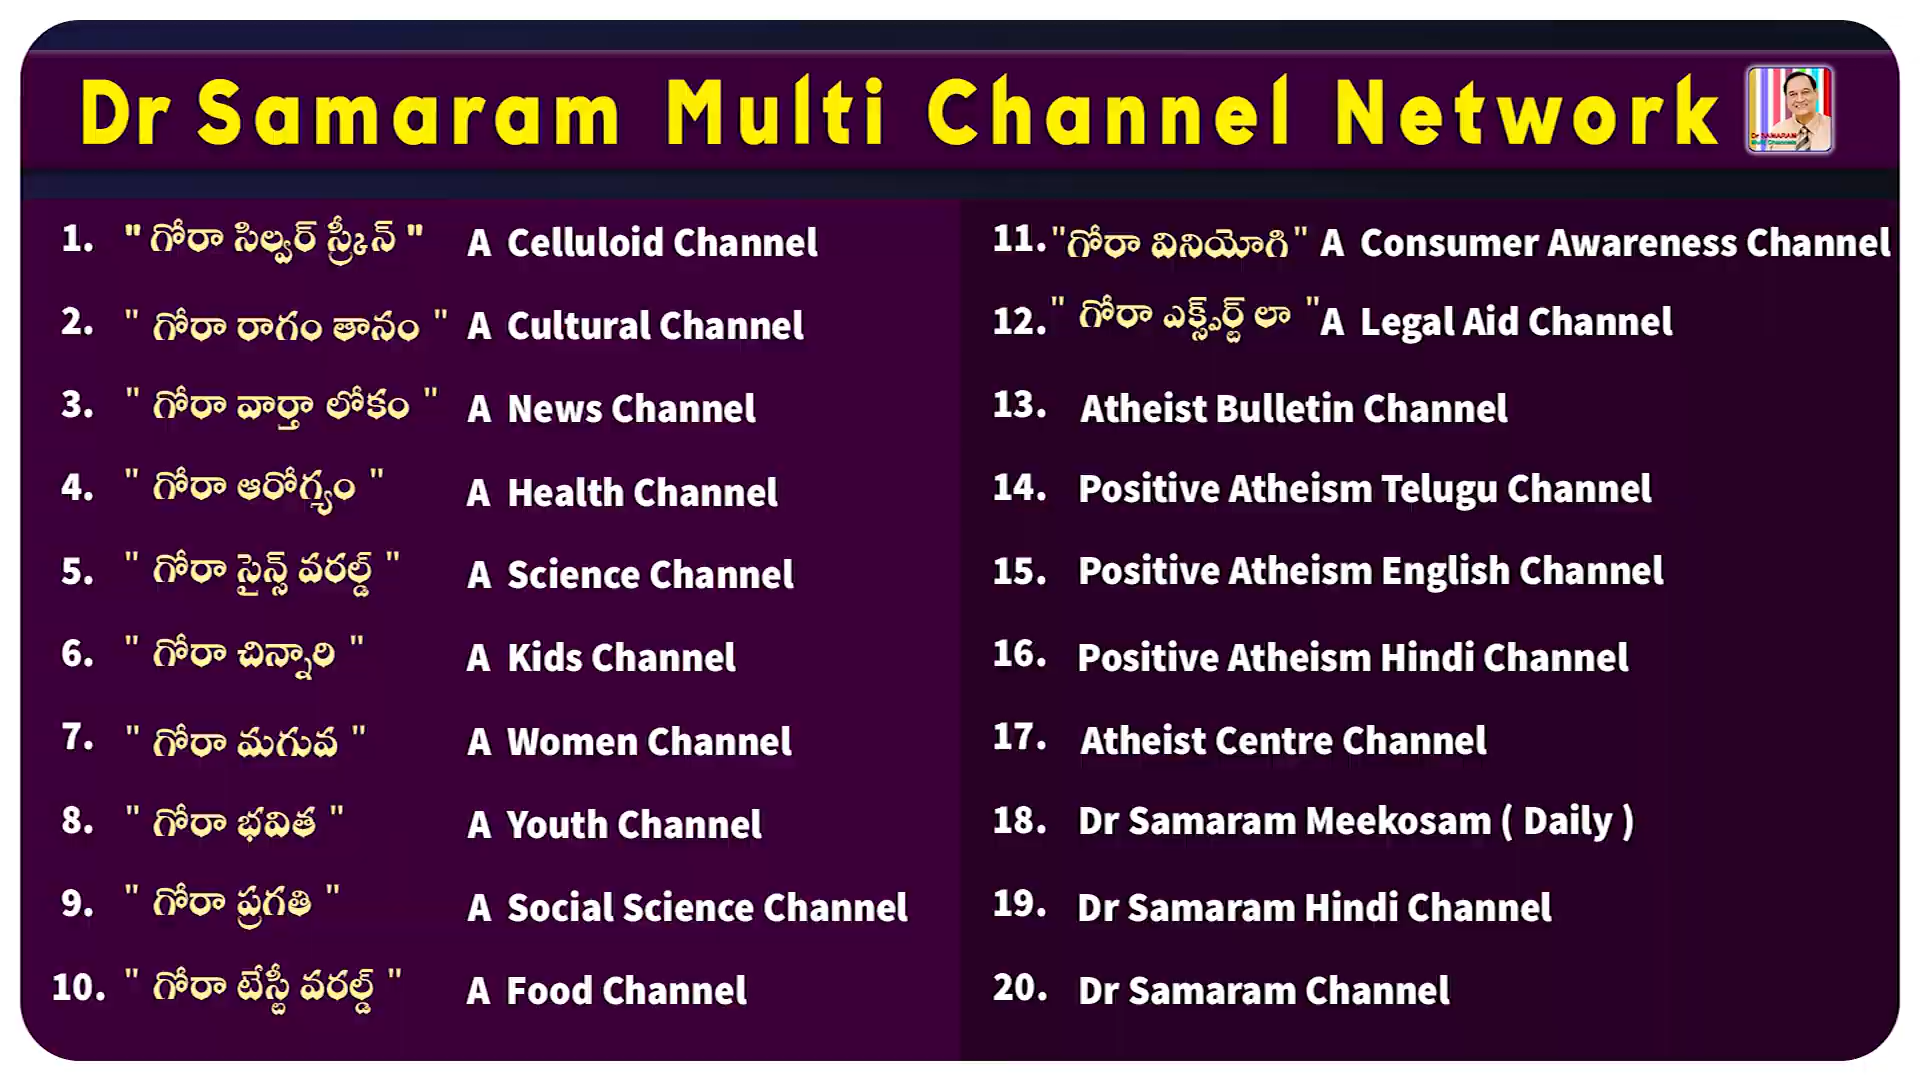 Dr Samaram Multi Channel Network
Dr SAMARAM
Multi Channels
1. " గోరా సిల్వర్ స్క్రీన్ " A Celluloid Channel
2. " గోరా రాగం తానం " A Cultural Channel
3. " గోరా వార్తా లోకం " A News Channel
4. " గోరా ఆరోగ్యం " A Health Channel
5. " గోరా సైన్స్ వరల్డ్ " A Science Channel
6. " గోరా చిన్నారి " A Kids Channel
7. " గోరా మగువ " A Women Channel
8. " గోరా భవిత " A Youth Channel
9. " గోరా ప్రగతి " A Social Science Channel
10. " గోరా టేస్టీ వరల్డ్ " A Food Channel
11. "గోరా వినియోగి" A Consumer Awareness Channel
12. " గోరా ఎక్స్పర్ట్ లా " A Legal Aid Channel
13. Atheist Bulletin Channel
14. Positive Atheism Telugu Channel
15. Positive Atheism English Channel
16. Positive Atheism Hindi Channel
17. Atheist Centre Channel
18. Dr Samaram Meekosam ( Daily )
19. Dr Samaram Hindi Channel
20. Dr Samaram Channel